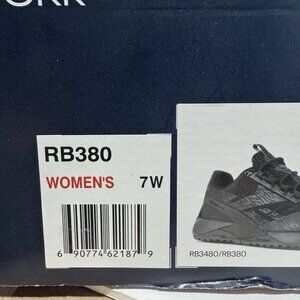 ORK
RB380
WOMEN'S 7W
6 90774 62187 9
RB3480/RB380